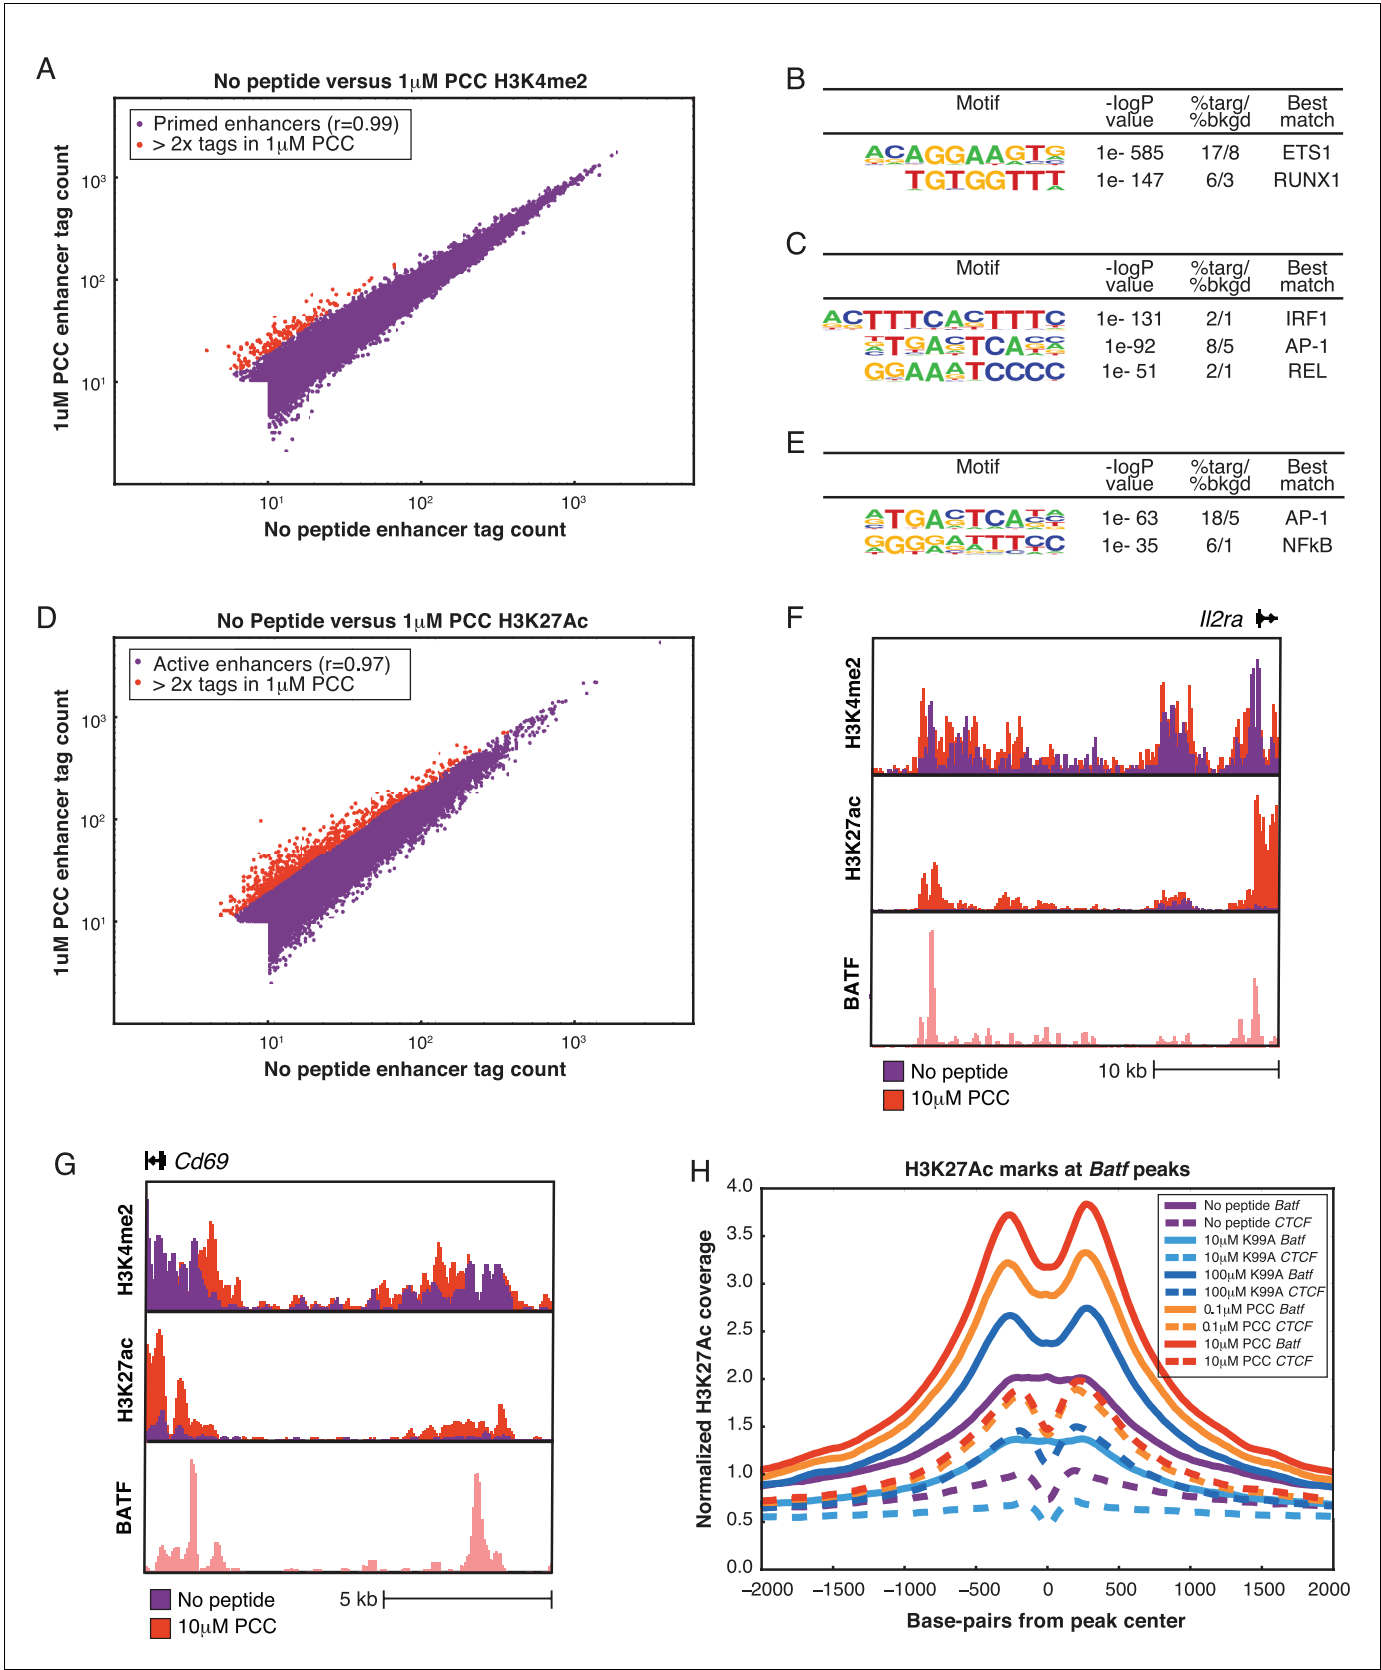 A
No peptide versus 1μM PCC H3K4me2
Primed enhancers (r=0.99)
> 2x tags in 1μM PCC
1uM PCC enhancer tag count
10³
10²
10¹
10¹ 10² 10³
No peptide enhancer tag count
B
Motif -logP value %targ/ %bkgd Best match
ACAGGAAGTG 1e- 585 17/8 ETS1
TGTGGTTT 1e- 147 6/3 RUNX1
C
Motif -logP value %targ/ %bkgd Best match
ACTTTCACTTTC 1e- 131 2/1 IRF1
TGACTCA 1e-92 8/5 AP-1
GGAAATCCCC 1e- 51 2/1 REL
E
Motif -logP value %targ/ %bkgd Best match
ATGACTCATA 1e- 63 18/5 AP-1
GGGGATTTCC 1e- 35 6/1 NFkB
D
No Peptide versus 1μM PCC H3K27Ac
Active enhancers (r=0.97)
> 2x tags in 1μM PCC
1uM PCC enhancer tag count
10³
10²
10¹
10¹ 10² 10³
No peptide enhancer tag count
F
Il2ra
H3K4me2
H3K27ac
BATF
No peptide
10μM PCC
10 kb
G
Cd69
H3K4me2
H3K27ac
BATF
No peptide
10μM PCC
5 kb
H
H3K27Ac marks at Batf peaks
Normalized H3K27Ac coverage
4.0
3.5
3.0
2.5
2.0
1.5
1.0
0.5
0.0
No peptide Batf
No peptide CTCF
10μM K99A Batf
10μM K99A CTCF
100μM K99A Batf
100μM K99A CTCF
0.1μM PCC Batf
0.1μM PCC CTCF
10μM PCC Batf
10μM PCC CTCF
−2000 −1500 −1000 −500 0 500 1000 1500 2000
Base-pairs from peak center